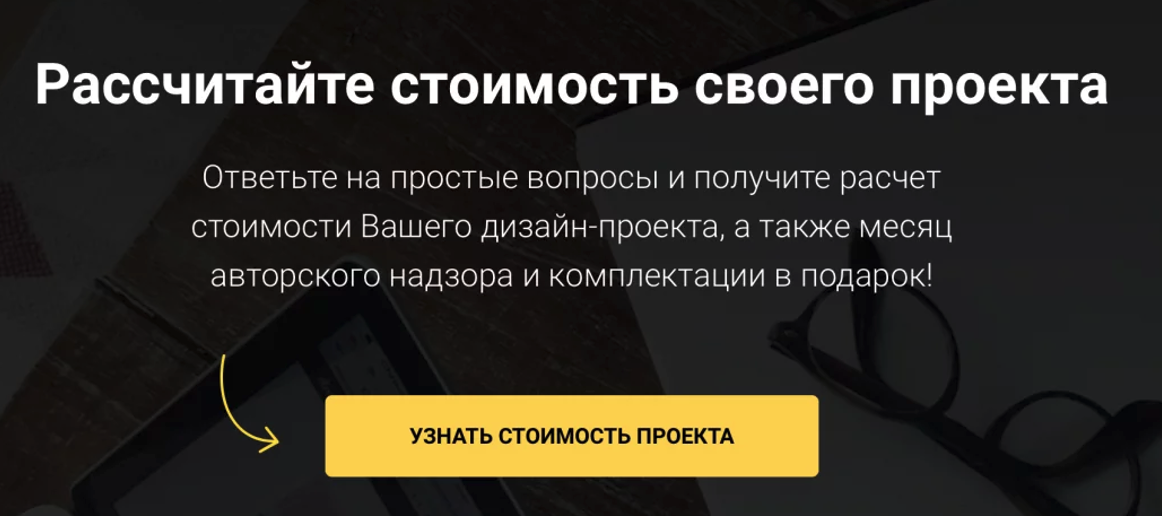 Рассчитайте стоимость своего проекта
Ответьте на простые вопросы и получите расчет
стоимости Вашего дизайн-проекта, а также месяц
авторского надзора и комплектации в подарок!
УЗНАТЬ СТОИМОСТЬ ПРОЕКТА